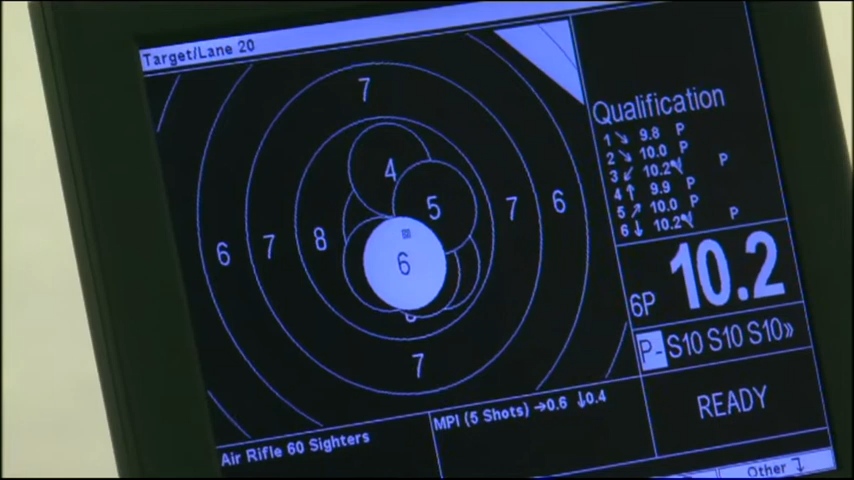 Target/Lane 20
7
4
5
7
6
8
7
6
6
7
Qualification
1 ↘ 9.8 P
2 ↘ 10.0 P
3 ↙ 10.2 P
4 ↑ 9.9 P
5 ↗ 10.0 P
6 ↓ 10.2 P
6P 10.2
P- S10 S10 S10»
READY
Air Rifle 60 Sighters
MPI (5 Shots) →0.6 ↓0.4
Other ↴